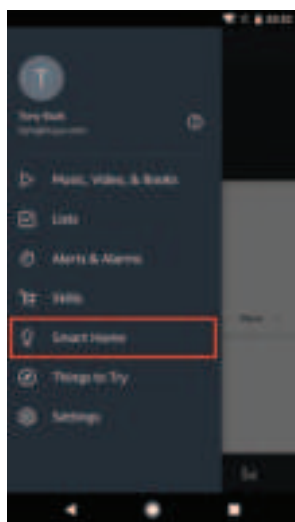 T
Music, Video, & Books
Lists
Alerts & Alarms
Skills
Smart Home
Things to Try
Settings